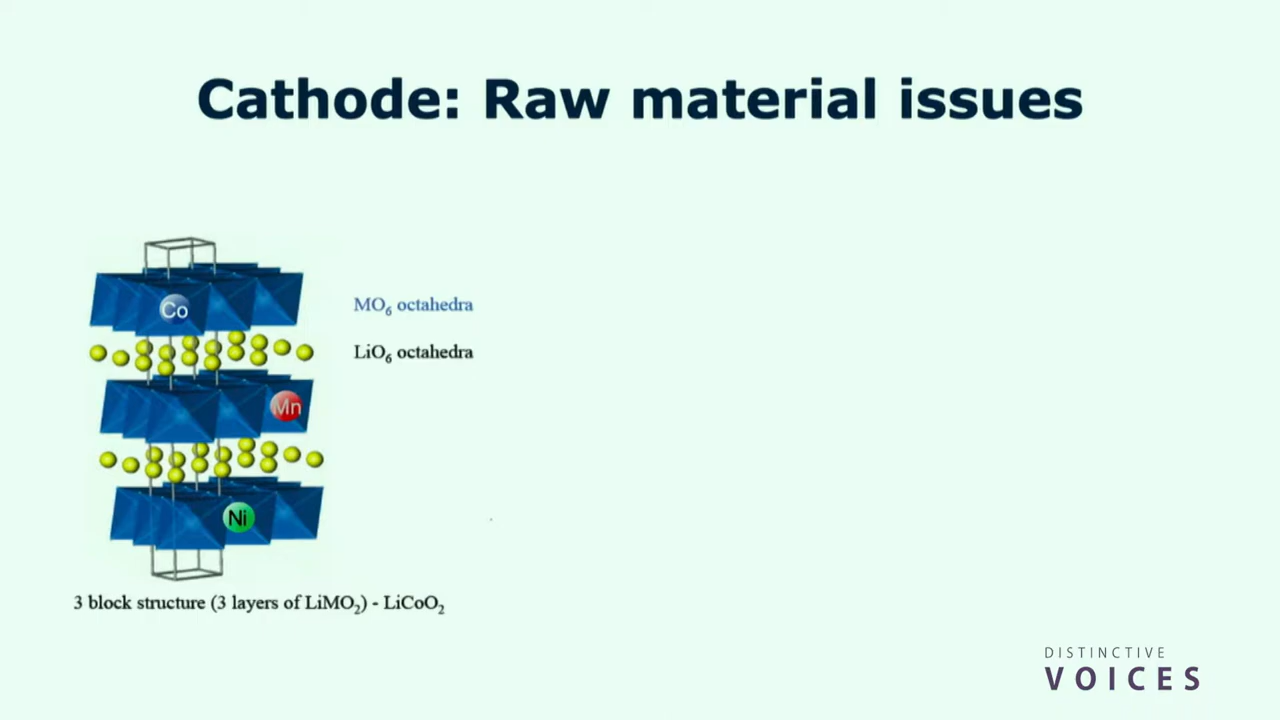 Cathode: Raw material issues
Co
MO₆ octahedra
LiO₆ octahedra
Mn
Ni
3 block structure (3 layers of LiMO₂) - LiCoO₂
DISTINCTIVE
VOICES